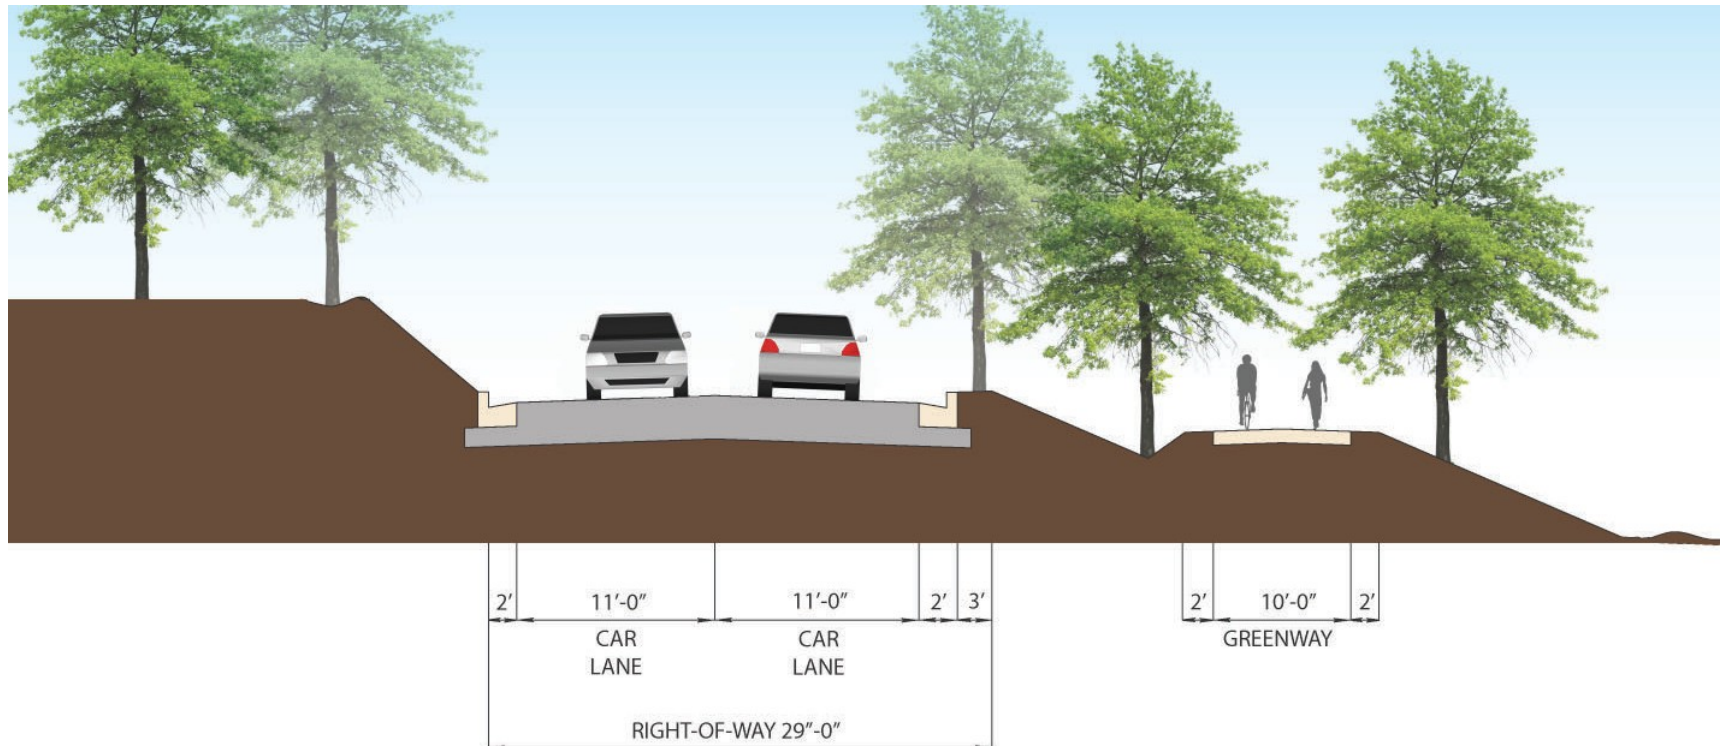 2’ 11’-0” 11’-0” 2’ 3’ 2’ 10’-0” 2’
CAR CAR GREENWAY
LANE LANE
RIGHT-OF-WAY 29”-0”